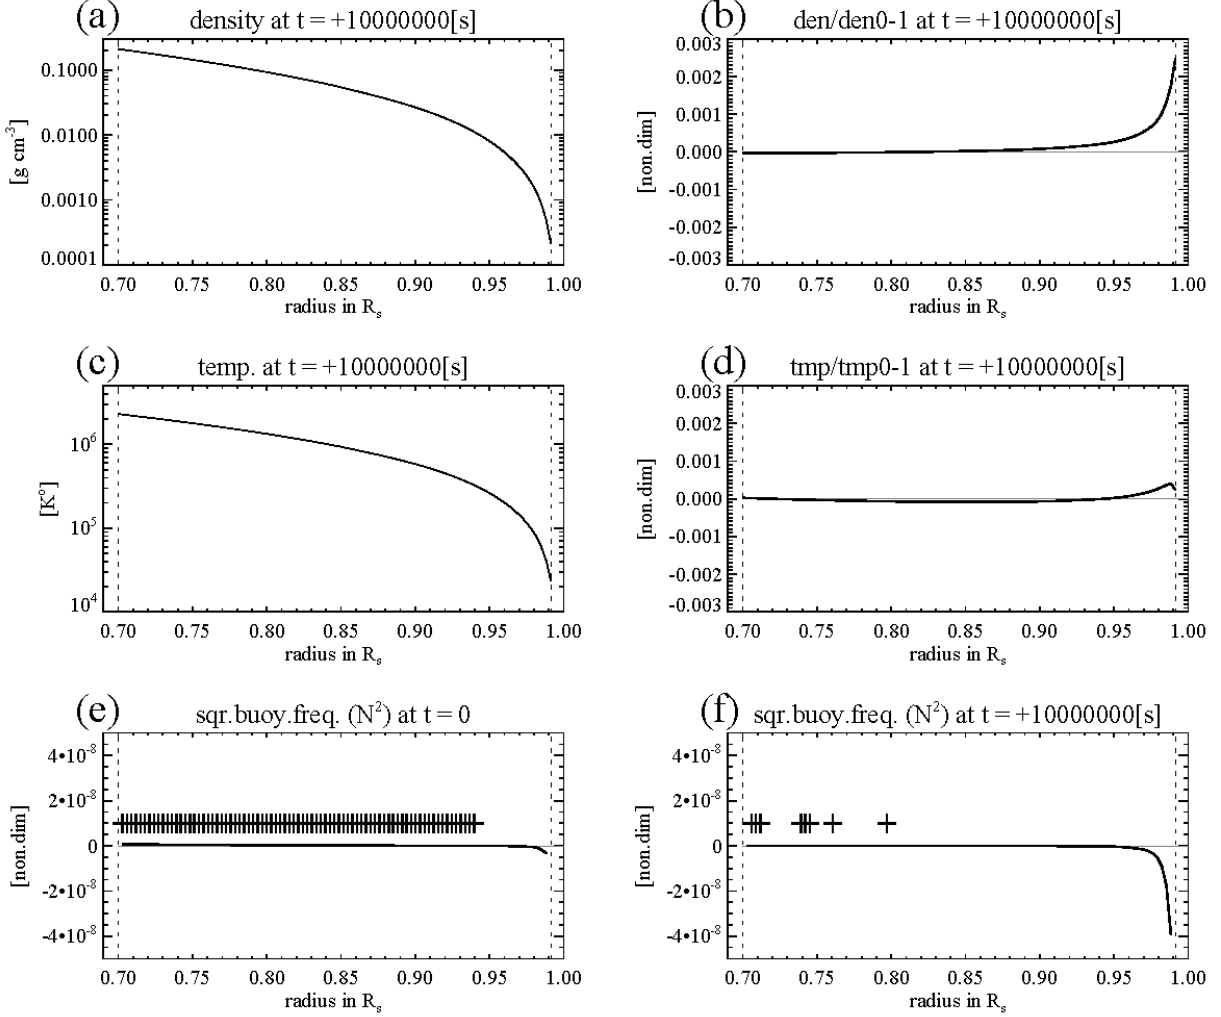 (a) density at t = +10000000[s]
[g cm⁻³]
0.1000
0.0100
0.0010
0.0001
0.70 0.75 0.80 0.85 0.90 0.95 1.00
radius in Rₛ
(b) den/den0-1 at t = +10000000[s]
[non.dim]
0.003
0.002
0.001
0.000
-0.001
-0.002
-0.003
0.70 0.75 0.80 0.85 0.90 0.95 1.00
radius in Rₛ
(c) temp. at t = +10000000[s]
[K°]
10⁶
10⁵
10⁴
0.70 0.75 0.80 0.85 0.90 0.95 1.00
radius in Rₛ
(d) tmp/tmp0-1 at t = +10000000[s]
[non.dim]
0.003
0.002
0.001
0.000
-0.001
-0.002
-0.003
0.70 0.75 0.80 0.85 0.90 0.95 1.00
radius in Rₛ
(e) sqr.buoy.freq. (N²) at t = 0
[non.dim]
4•10⁻⁸
2•10⁻⁸
0
-2•10⁻⁸
-4•10⁻⁸
0.70 0.75 0.80 0.85 0.90 0.95 1.00
radius in Rₛ
(f) sqr.buoy.freq. (N²) at t = +10000000[s]
[non.dim]
4•10⁻⁸
2•10⁻⁸
0
-2•10⁻⁸
-4•10⁻⁸
0.70 0.75 0.80 0.85 0.90 0.95 1.00
radius in Rₛ